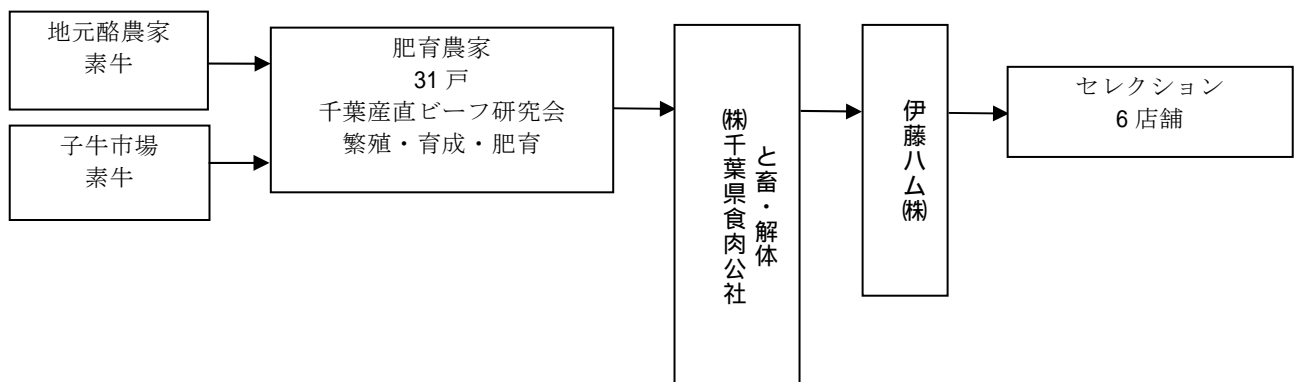 地元酪農家
素牛
子牛市場
素牛
肥育農家
31 戸
千葉産直ビーフ研究会
繁殖・育成・肥育
と畜・解体
㈱千葉県食肉公社
伊藤ハム㈱
セレクション
6 店舗